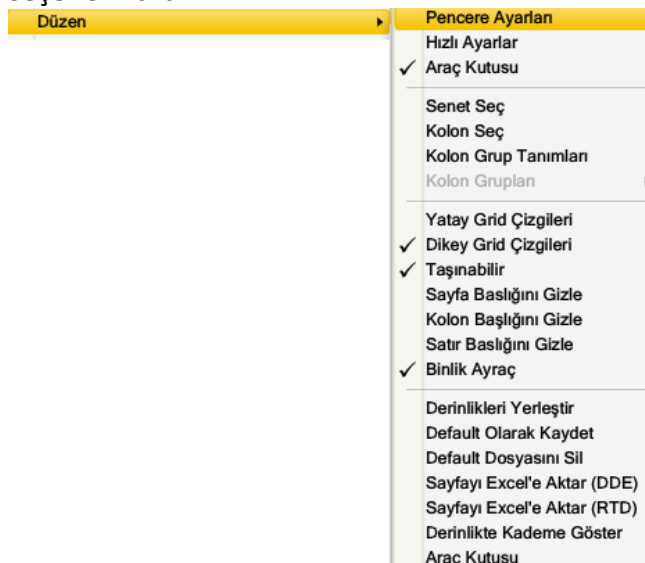 Düzen
Pencere Ayarları
Hızlı Ayarlar
Araç Kutusu
Senet Seç
Kolon Seç
Kolon Grup Tanımları
Kolon Grupları
Yatay Grid Çizgileri
Dikey Grid Çizgileri
Taşınabilir
Sayfa Baslığını Gizle
Kolon Başlığını Gizle
Satır Baslığını Gizle
Binlik Ayraç
Derinlikleri Yerleştir
Default Olarak Kaydet
Default Dosyasını Sil
Sayfayı Excel'e Aktar (DDE)
Sayfayı Excel'e Aktar (RTD)
Derinlikte Kademe Göster
Araç Kutusu